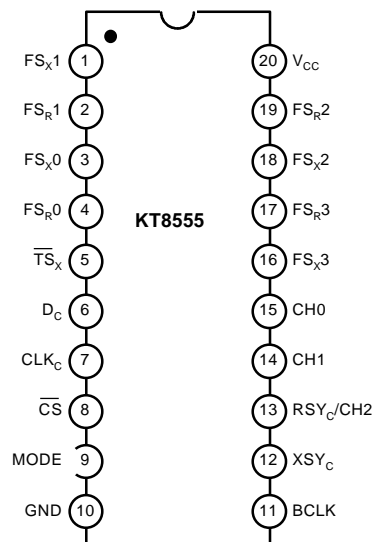 FSX1 1 20 VCC
FSR1 2 19 FSR2
FSX0 3 18 FSX2
FSR0 4 17 FSR3
KT8555
T̅S̅X 5 16 FSX3
DC 6 15 CH0
CLKC 7 14 CH1
C̅S̅ 8 13 RSYC/CH2
MODE 9 12 XSYC
GND 10 11 BCLK